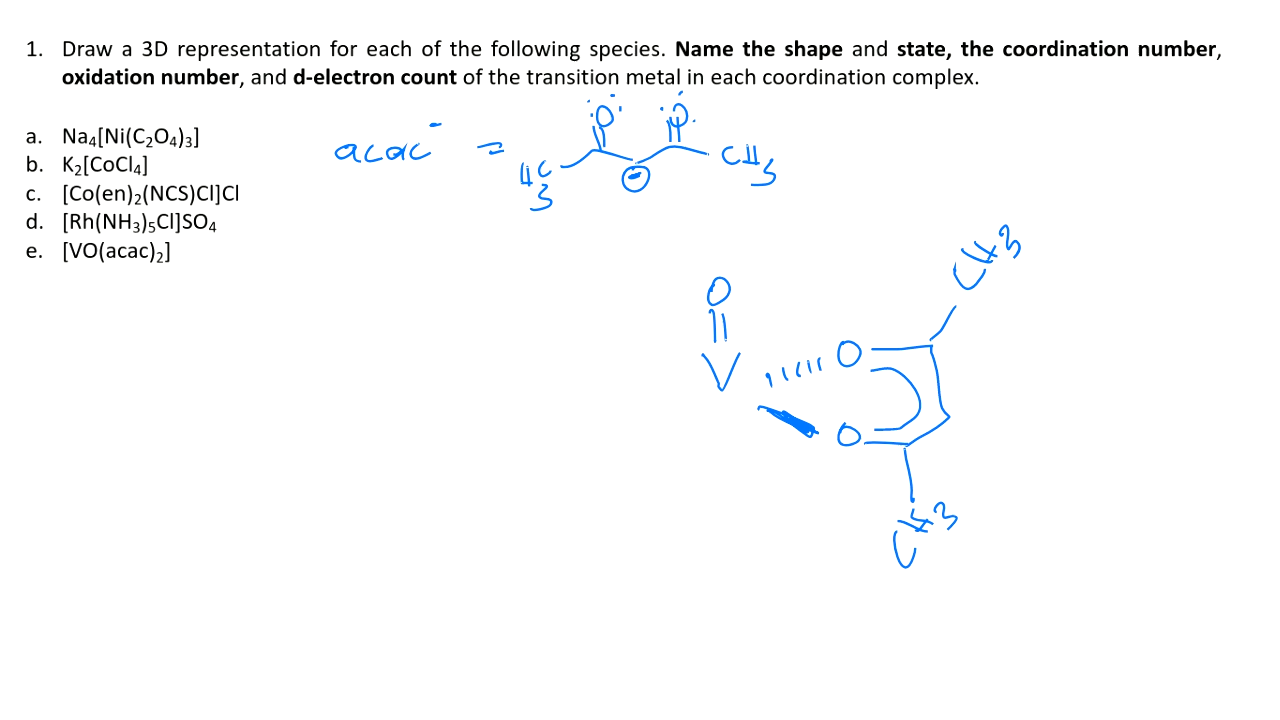 1. Draw a 3D representation for each of the following species. Name the shape and state, the coordination number,
oxidation number, and d-electron count of the transition metal in each coordination complex.
a. Na₄[Ni(C₂O₄)₃]
b. K₂[CoCl₄]
c. [Co(en)₂(NCS)Cl]Cl
d. [Rh(NH₃)₅Cl]SO₄
e. [VO(acac)₂]
acac⁻ =
:O: :O:
H₃C CH₃
⊖
CH₃
O
V O
O
CH₃